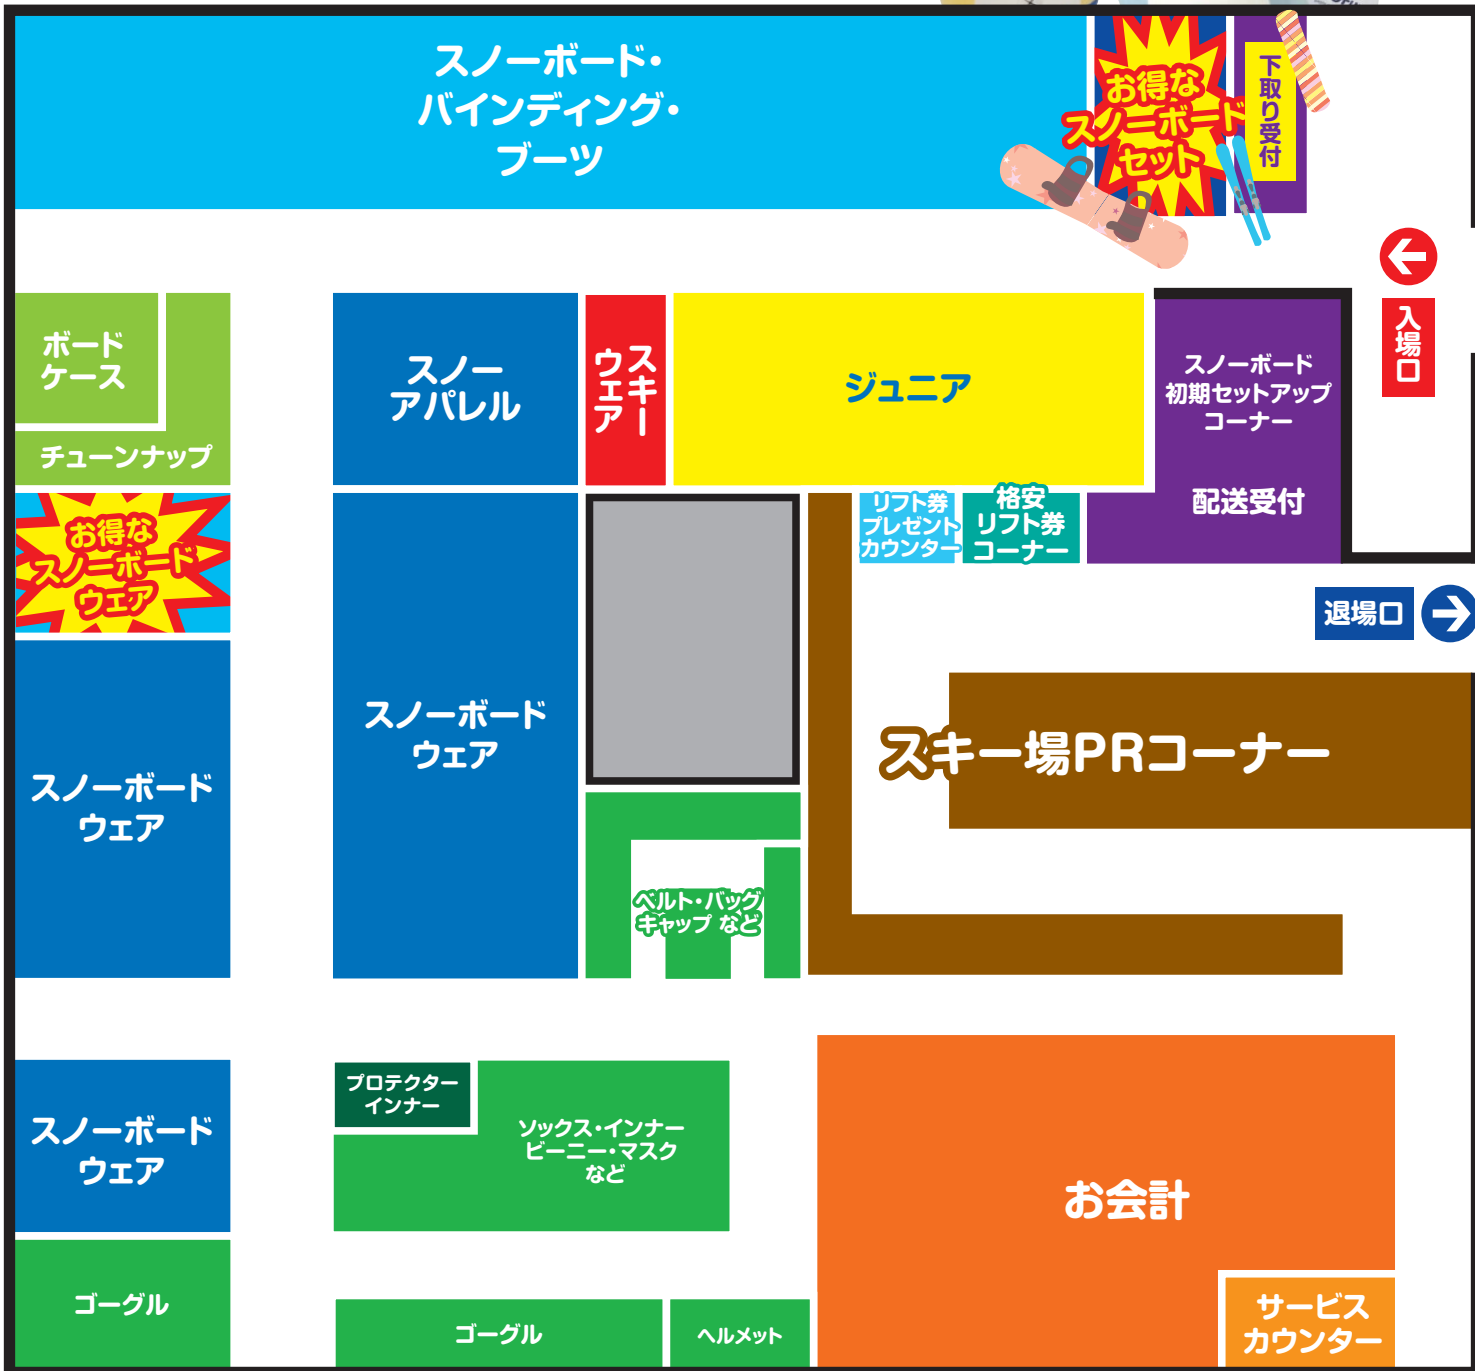 スノーボード・
バインディング・
ブーツ
お得な
スノーボード
セット
下取り受付
入場口
ボード
ケース
チューンナップ
スノー
アパレル
スキー
ウェア
ジュニア
スノーボード
初期セットアップ
コーナー
配送受付
リフト券
プレゼント
カウンター
格安
リフト券
コーナー
お得な
スノーボード
ウェア
退場口
スノーボード
ウェア
スノーボード
ウェア
スキー場PRコーナー
ベルト・バッグ
キャップ など
スノーボード
ウェア
プロテクター
インナー
ソックス・インナー
ビーニー・マスク
など
お会計
ゴーグル
ゴーグル
ヘルメット
サービス
カウンター